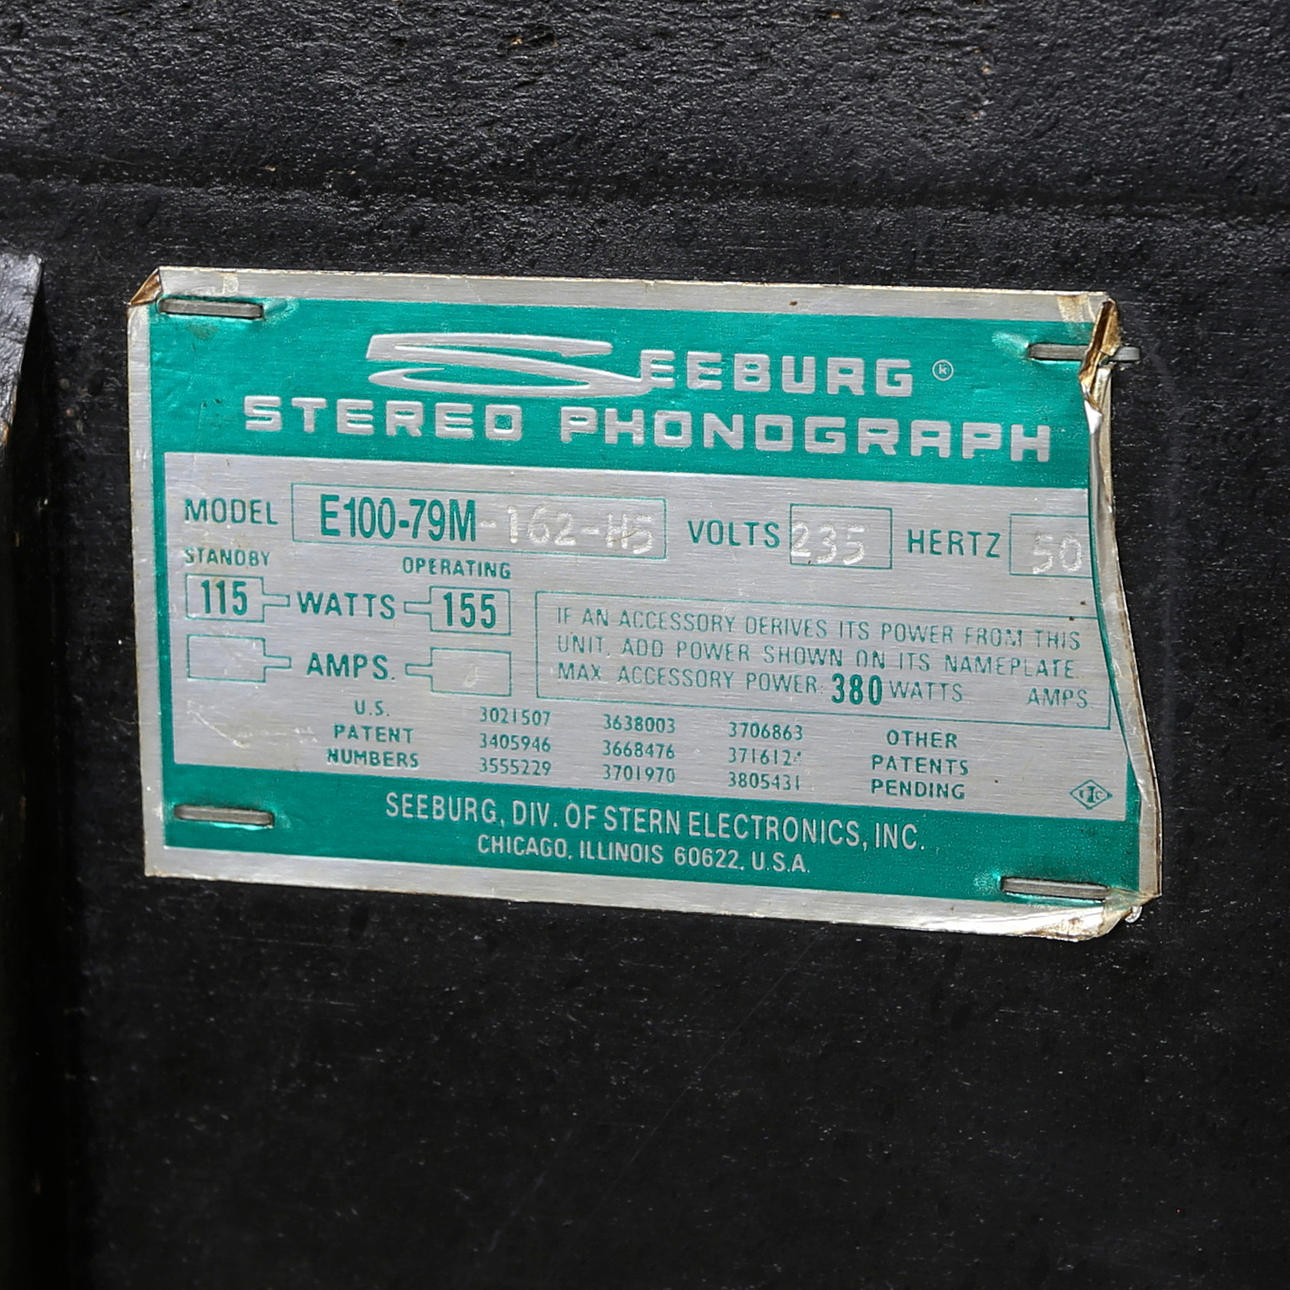 SEEBURG ®
STEREO PHONOGRAPH
MODEL E100-79M-162-H5 VOLTS 235 HERTZ 50
STANDBY OPERATING
115 WATTS 155
AMPS.
IF AN ACCESSORY DERIVES ITS POWER FROM THIS
UNIT, ADD POWER SHOWN ON ITS NAMEPLATE.
MAX. ACCESSORY POWER: 380 WATTS AMPS.
U.S.
PATENT
NUMBERS
3021507 3638003 3706863
3405946 3668476
3555229 3701970 3805431
OTHER
PATENTS
PENDING
SEEBURG, DIV. OF STERN ELECTRONICS, INC.
CHICAGO, ILLINOIS 60622, U.S.A.